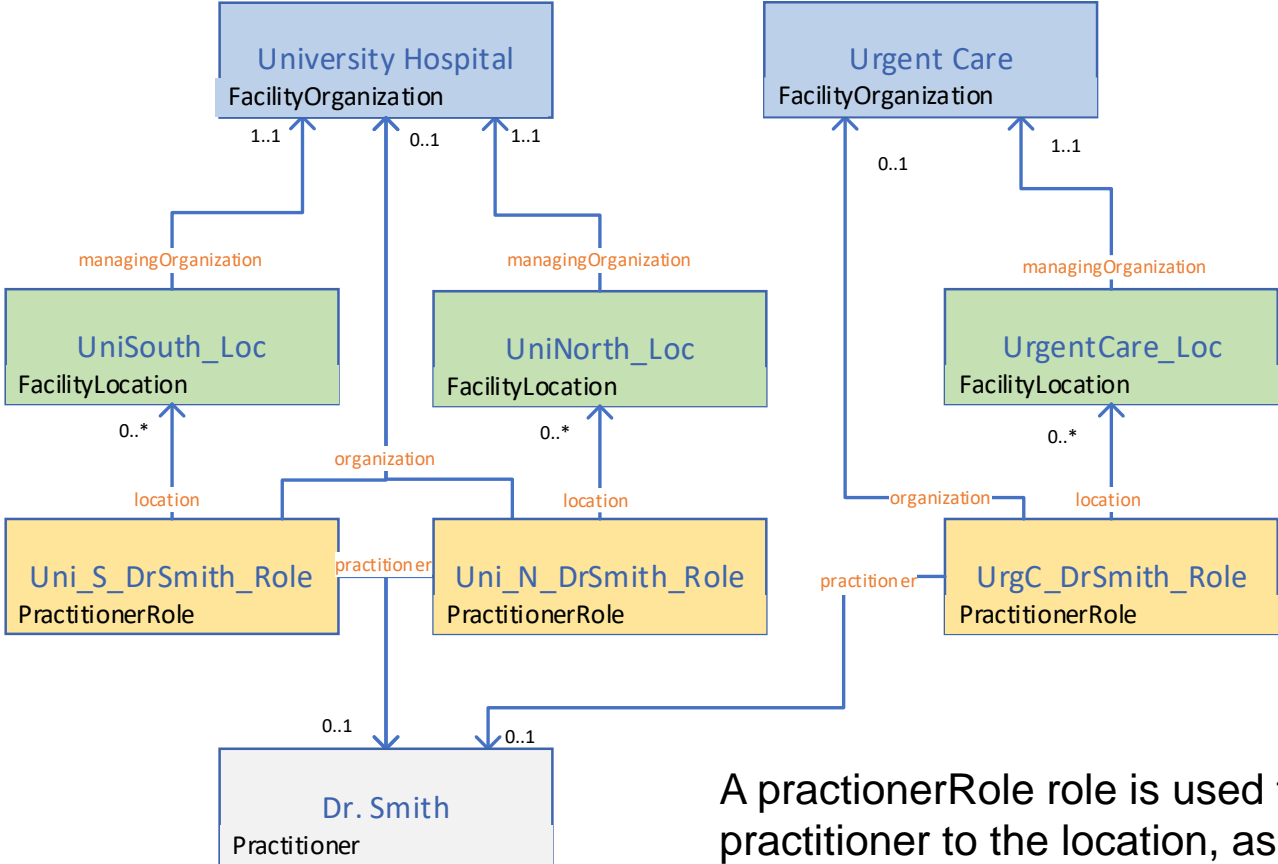 University Hospital
FacilityOrganization
Urgent Care
FacilityOrganization
1..1
0..1
1..1
0..1
1..1
managingOrganization
managingOrganization
managingOrganization
UniSouth_Loc
FacilityLocation
UniNorth_Loc
FacilityLocation
UrgentCare_Loc
FacilityLocation
0..*
0..*
0..*
organization
location
location
organization
location
Uni_S_DrSmith_Role
PractitionerRole
practitioner
Uni_N_DrSmith_Role
PractitionerRole
practitioner
UrgC_DrSmith_Role
PractitionerRole
0..1
0..1
Dr. Smith
Practitioner
A practionerRole role is used
practitioner to the location, as